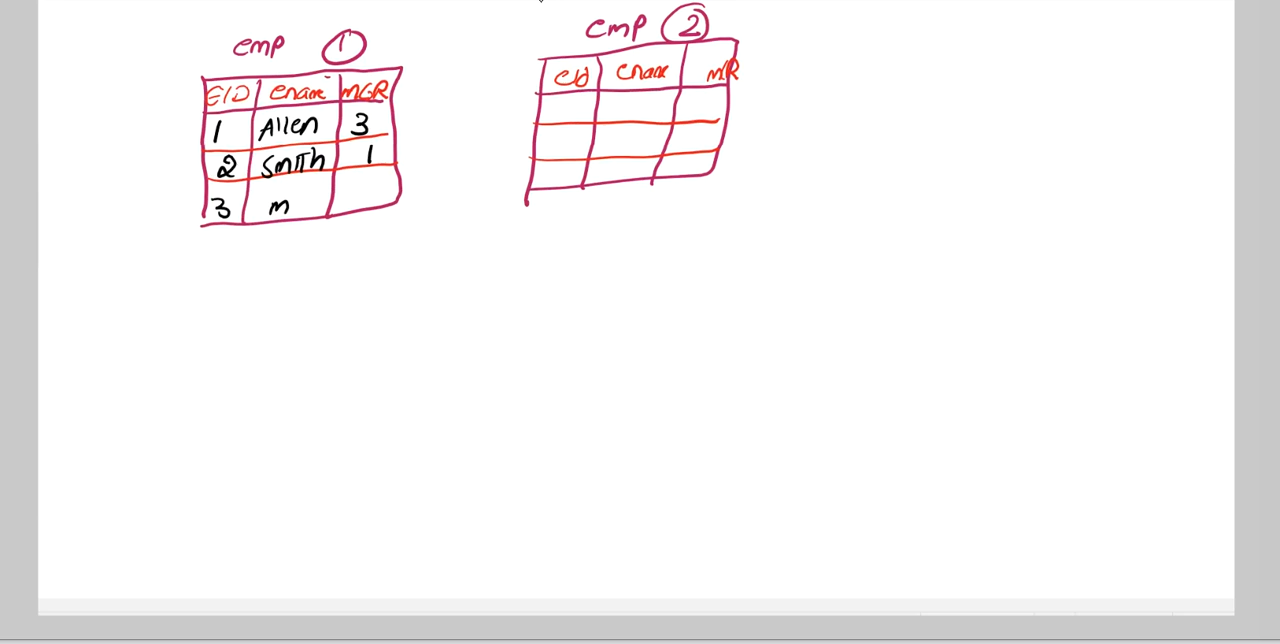 emp ①
EID ename MGR
1 Allen 3
2 Smith 1
3 m
emp ②
eid ename MGR